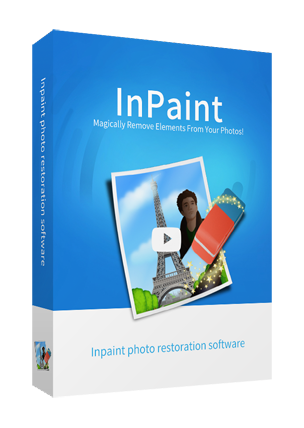 InPaint
Magically Remove Elements From Your Photos!
Inpaint photo restoration software
Inpaint photo restoration software